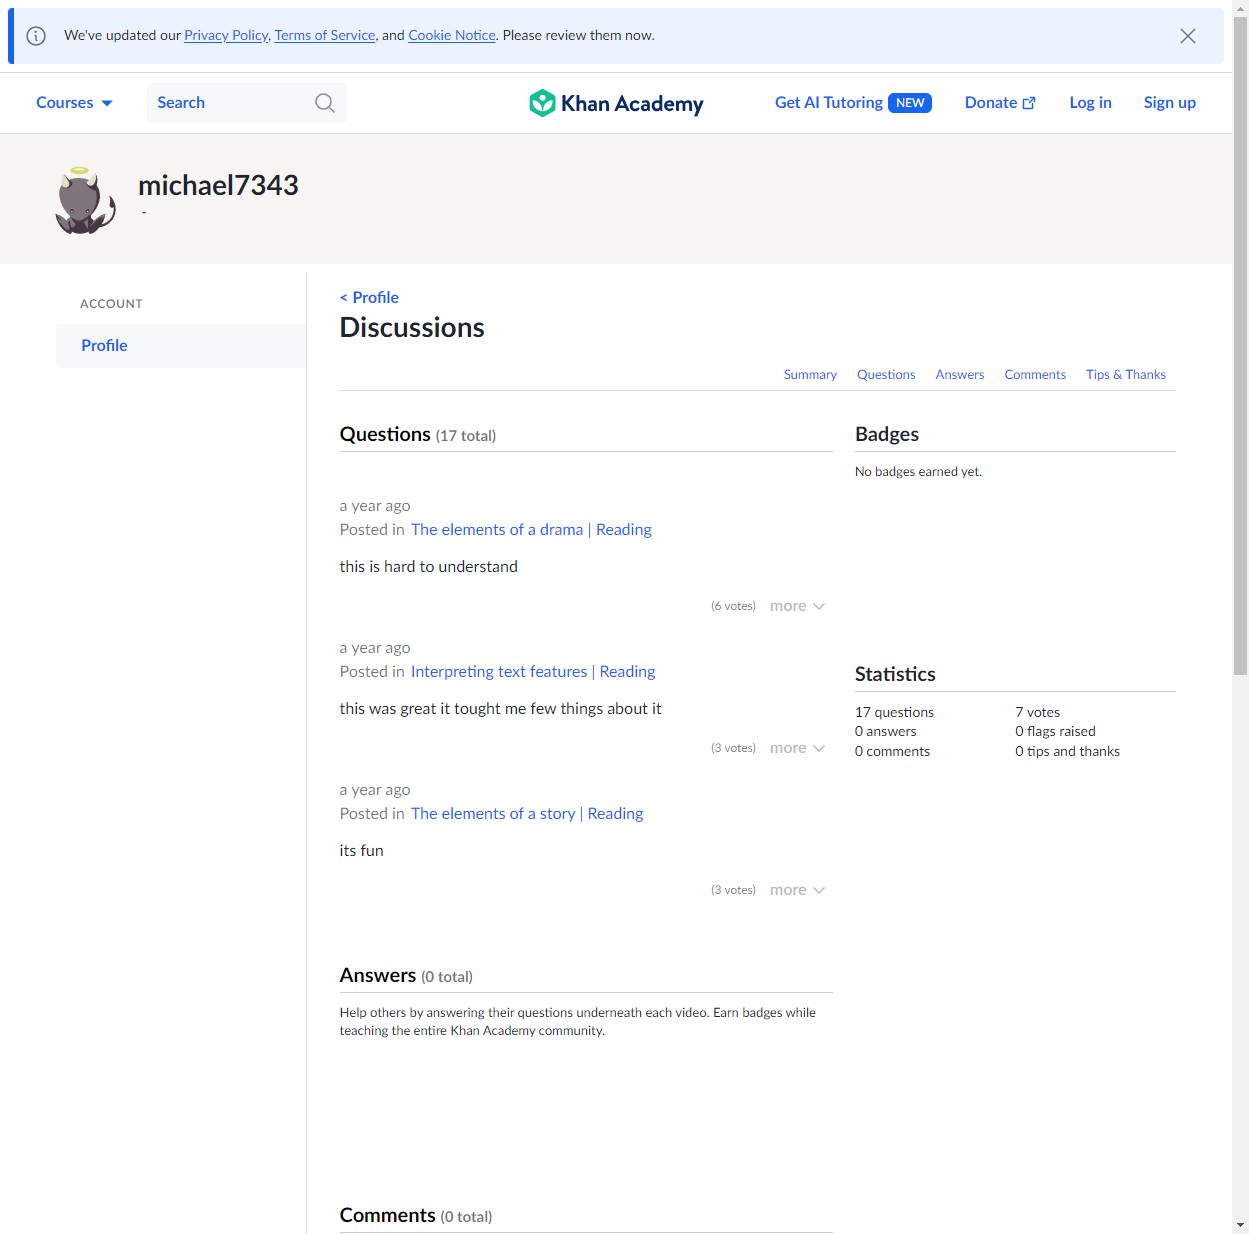 We've updated our Privacy Policy, Terms of Service, and Cookie Notice. Please review them now.
Courses
Search
Khan Academy
Get AI Tutoring NEW
Donate
Log in
Sign up
michael7343
-
ACCOUNT
Profile
< Profile
Discussions
Summary Questions Answers Comments Tips & Thanks
Questions (17 total)
a year ago
Posted in The elements of a drama | Reading
this is hard to understand
(6 votes) more
a year ago
Posted in Interpreting text features | Reading
this was great it tought me few things about it
(3 votes) more
a year ago
Posted in The elements of a story | Reading
its fun
(3 votes) more
Answers (0 total)
Help others by answering their questions underneath each video. Earn badges while
teaching the entire Khan Academy community.
Comments (0 total)
Badges
No badges earned yet.
Statistics
17 questions 7 votes
0 answers 0 flags raised
0 comments 0 tips and thanks